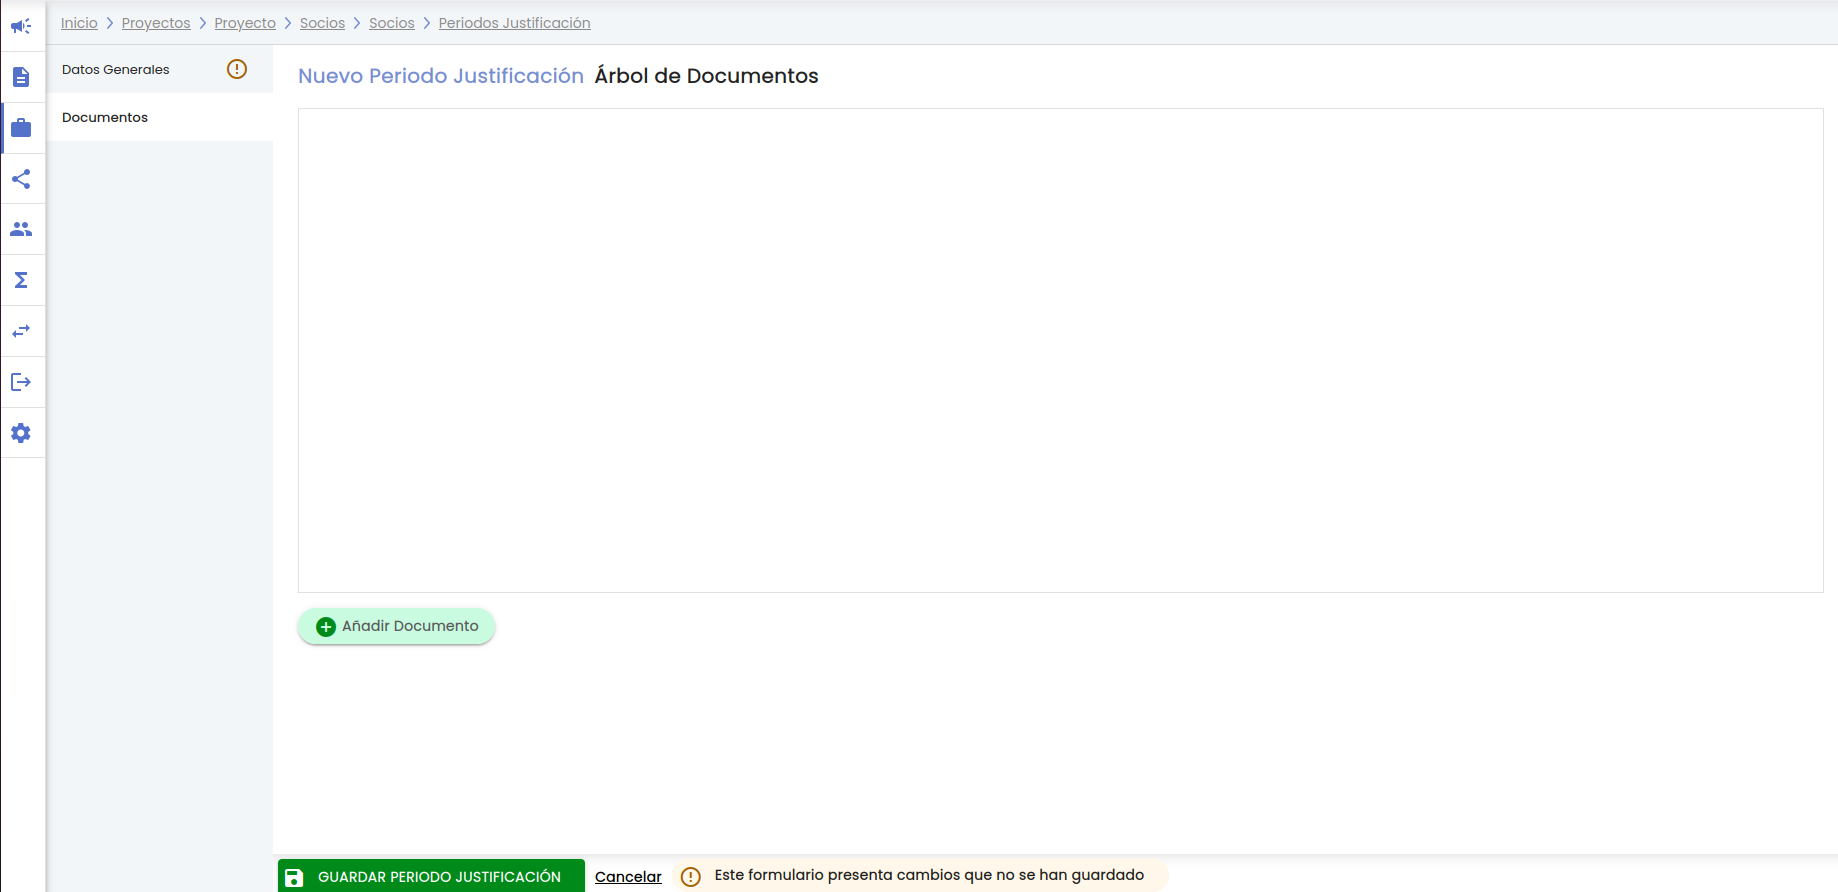 Inicio Proyectos Proyecto Socios Socios Periodos Justificación
Datos Generales
Documentos
Nuevo Periodo Justificación Árbol de Documentos
Añadir Documento
GUARDAR PERIODO JUSTIFICACIÓN Cancelar Este formulario presenta cambios que no se han guardado